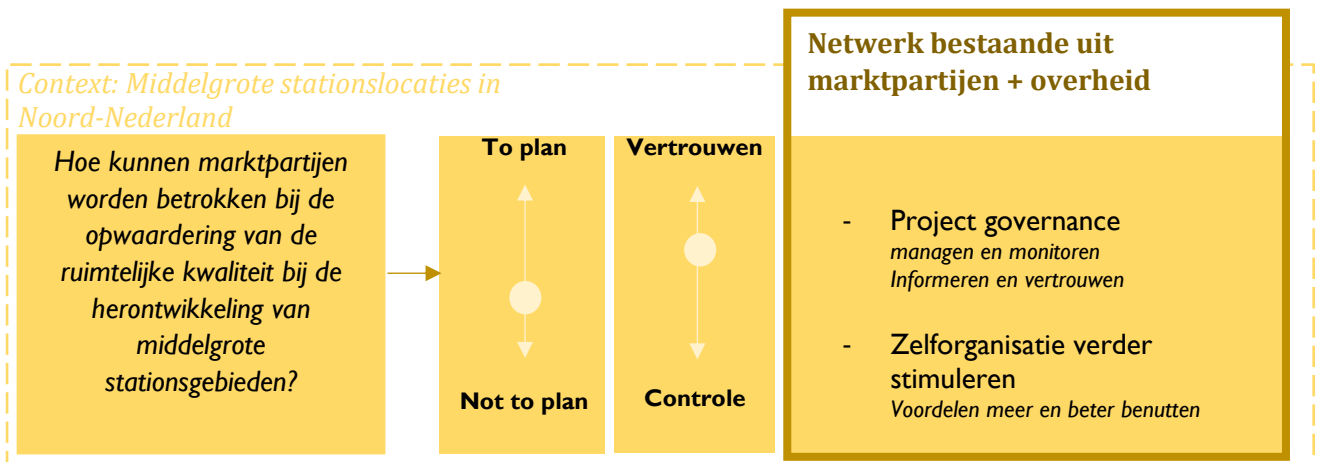 Context: Middelgrote stationslocaties in
Noord-Nederland
Hoe kunnen marktpartijen
worden betrokken bij de
opwaardering van de
ruimtelijke kwaliteit bij de
herontwikkeling van
middelgrote
stationsgebieden?
To plan
Not to plan
Vertrouwen
Controle
Netwerk bestaande uit
marktpartijen + overheid
- Project governance
managen en monitoren
Informeren en vertrouwen
- Zelforganisatie verder
stimuleren
Voordelen meer en beter benutten